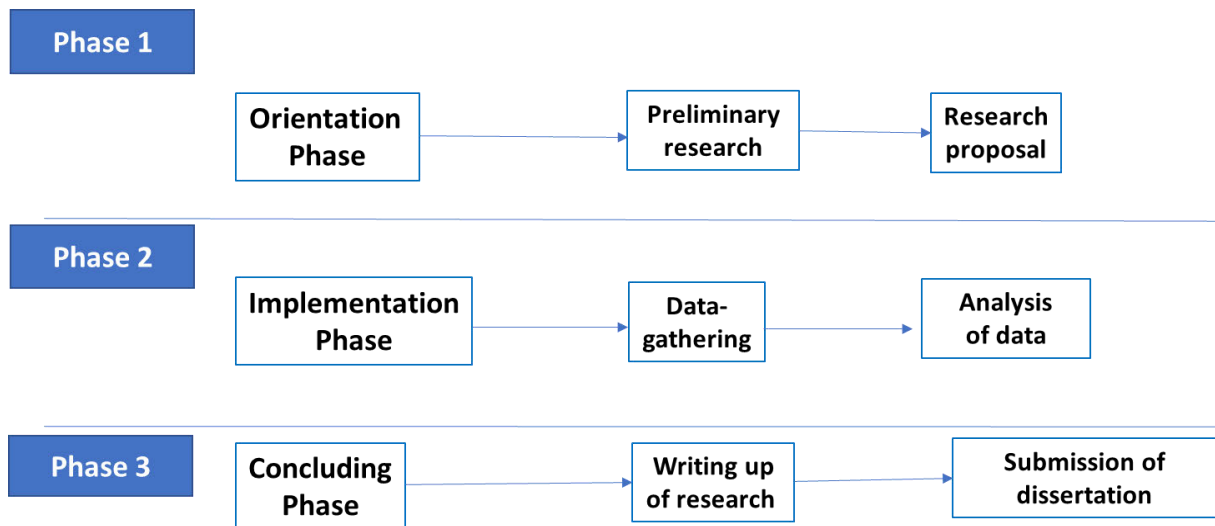 Phase 1
Orientation
Phase
Preliminary
research
Research
proposal
Phase 2
Implementation
Phase
Data-
gathering
Analysis
of data
Phase 3
Concluding
Phase
Writing up
of research
Submission of
dissertation